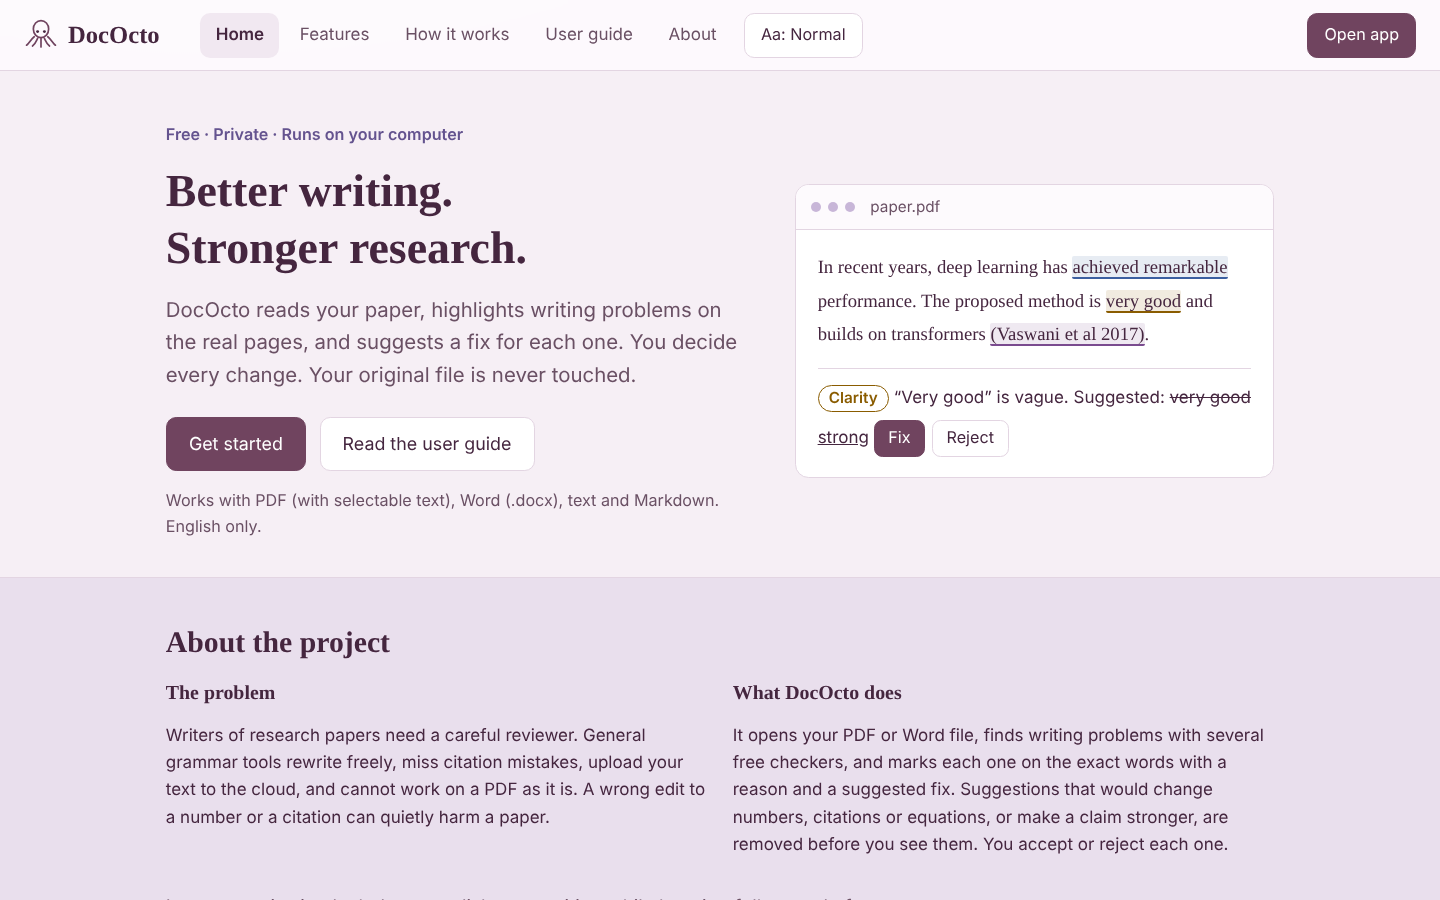 DocOcto
Home
Features
How it works
User guide
About
Aa: Normal
Open app
Free · Private · Runs on your computer
Better writing.
Stronger research.
DocOcto reads your paper, highlights writing problems on
the real pages, and suggests a fix for each one. You decide
every change. Your original file is never touched.
Get started
Read the user guide
Works with PDF (with selectable text), Word (.docx), text and Markdown.
English only.
paper.pdf
In recent years, deep learning has achieved remarkable
performance. The proposed method is very good and
builds on transformers (Vaswani et al 2017).
Clarity “Very good” is vague. Suggested: very good
strong Fix Reject
About the project
The problem
Writers of research papers need a careful reviewer. General
grammar tools rewrite freely, miss citation mistakes, upload your
text to the cloud, and cannot work on a PDF as it is. A wrong edit to
a number or a citation can quietly harm a paper.
What DocOcto does
It opens your PDF or Word file, finds writing problems with several
free checkers, and marks each one on the exact words with a
reason and a suggested fix. Suggestions that would change
numbers, citations or equations, or make a claim stronger, are
removed before you see them. You accept or reject each one.